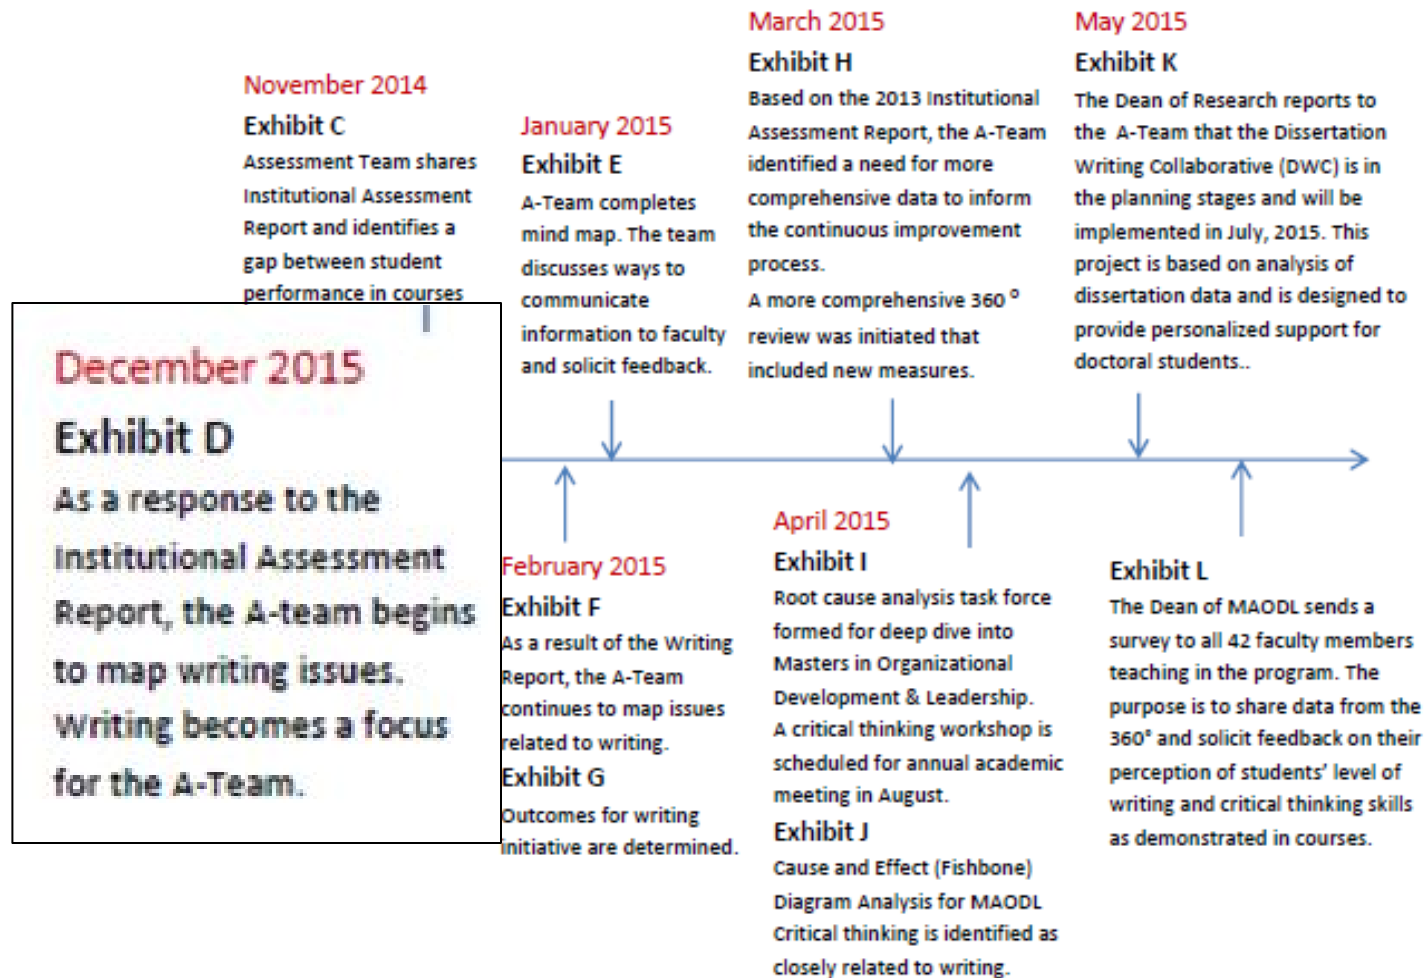 November 2014
Exhibit C
Assessment Team shares
Institutional Assessment
Report and identifies a
gap between student
performance in courses
December 2015
Exhibit D
As a response to the
Institutional Assessment
Report, the A-team begins
to map writing issues.
Writing becomes a focus
for the A-Team.
January 2015
Exhibit E
A-Team completes
mind map. The team
discusses ways to
communicate
information to faculty
and solicit feedback.
February 2015
Exhibit F
As a result of the Writing
Report, the A-Team
continues to map issues
related to writing.
Exhibit G
Outcomes for writing
initiative are determined.
March 2015
Exhibit H
Based on the 2013 Institutional
Assessment Report, the A-Team
identified a need for more
comprehensive data to inform
the continuous improvement
process.
A more comprehensive 360 °
review was initiated that
included new measures.
April 2015
Exhibit I
Root cause analysis task force
formed for deep dive into
Masters in Organizational
Development & Leadership.
A critical thinking workshop is
scheduled for annual academic
meeting in August.
Exhibit J
Cause and Effect (Fishbone)
Diagram Analysis for MAODL
Critical thinking is identified as
closely related to writing.
May 2015
Exhibit K
The Dean of Research reports to
the A-Team that the Dissertation
Writing Collaborative (DWC) is in
the planning stages and will be
implemented in July, 2015. This
project is based on analysis of
dissertation data and is designed to
provide personalized support for
doctoral students..
Exhibit L
The Dean of MAODL sends a
survey to all 42 faculty members
teaching in the program. The
purpose is to share data from the
360° and solicit feedback on their
perception of students' level of
writing and critical thinking skills
as demonstrated in courses.